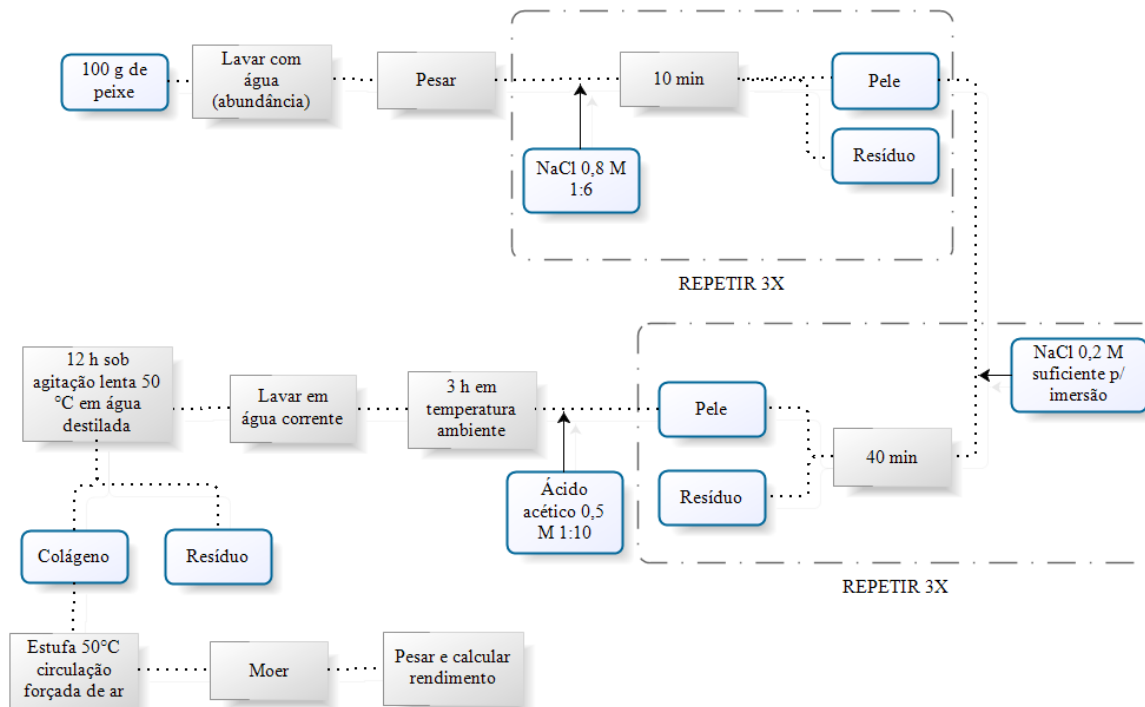 100 g de
peixe
Lavar com
água
(abundância)
Pesar
10 min
Pele
Resíduo
NaCl 0,8 M
1:6
REPETIR 3X
NaCl 0,2 M
suficiente p/
imersão
40 min
Pele
Resíduo
REPETIR 3X
Ácido
acético 0,5
M 1:10
3 h em
temperatura
ambiente
Lavar em
água corrente
12 h sob
agitação lenta 50
°C em água
destilada
Colágeno
Resíduo
Estufa 50°C
circulação
forçada de ar
Moer
Pesar e calcular
rendimento